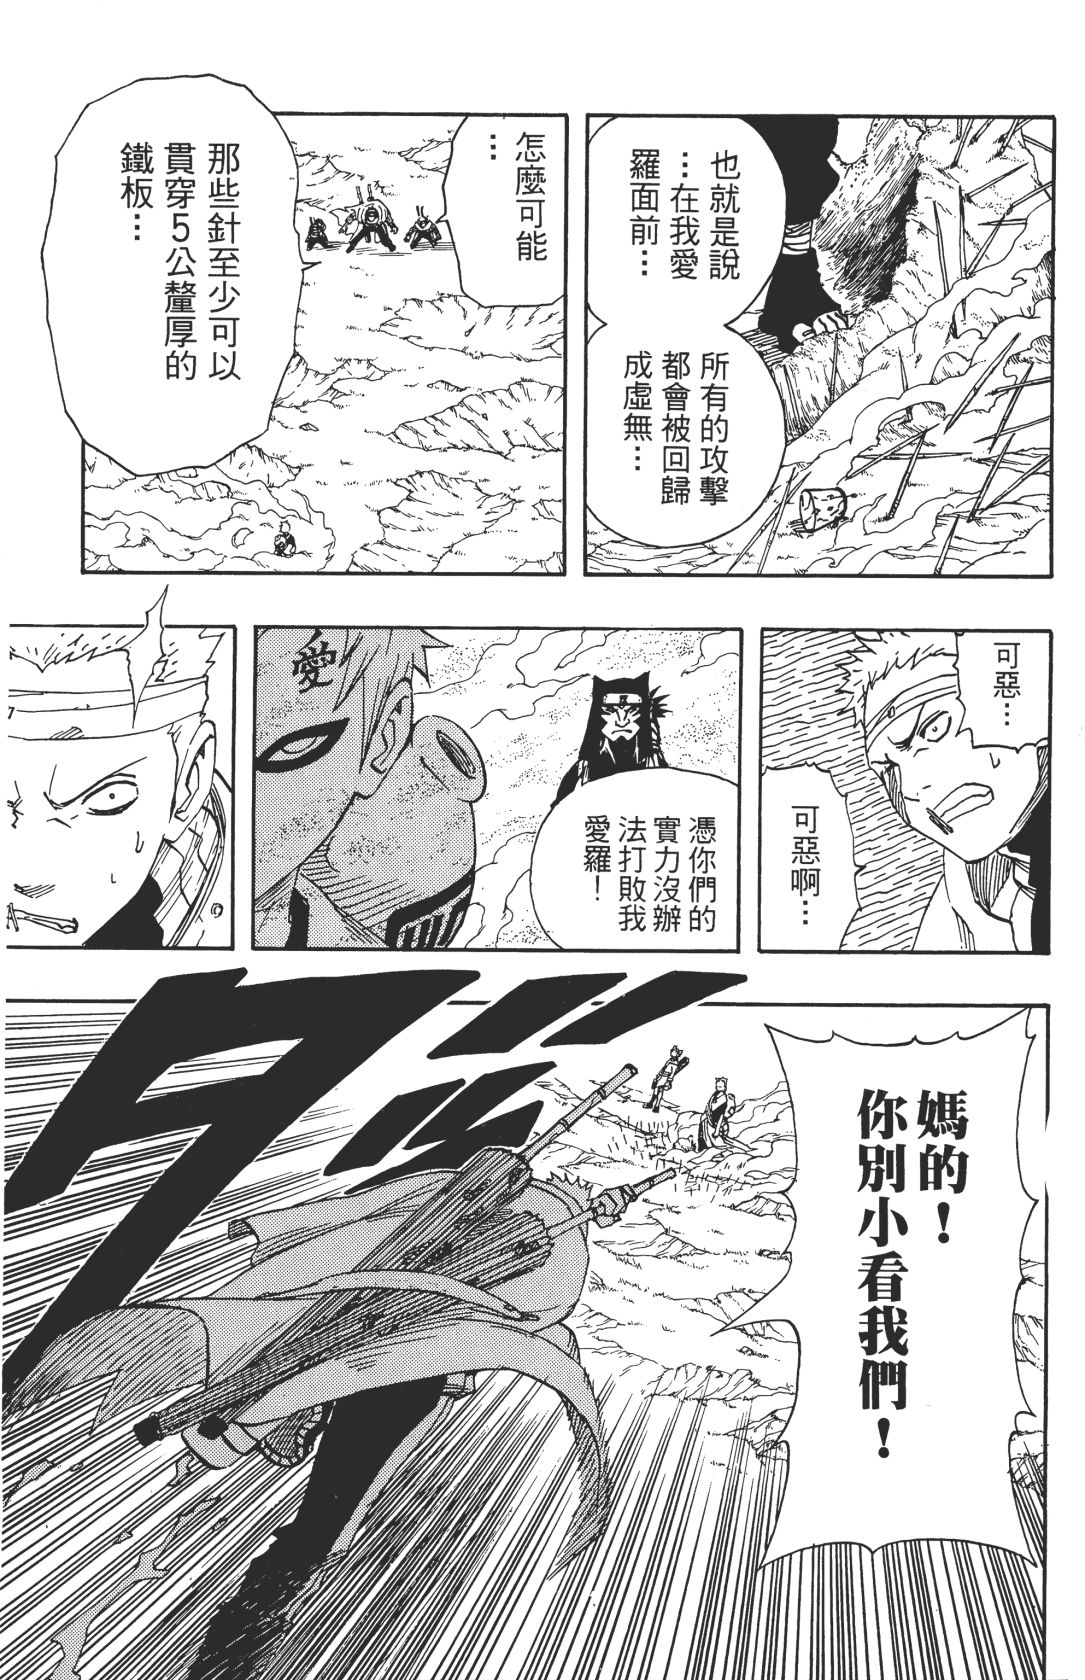 也就是說
…在我愛
羅面前…
所有的攻擊
都會被回歸
成虛無…
怎麼可能
…
那些針至少可以
貫穿5公釐厚的
鐵板…
可惡…
可惡啊…
憑你們的
實力沒辦
法打敗我
愛羅！
愛
媽的！
你別小看我們！